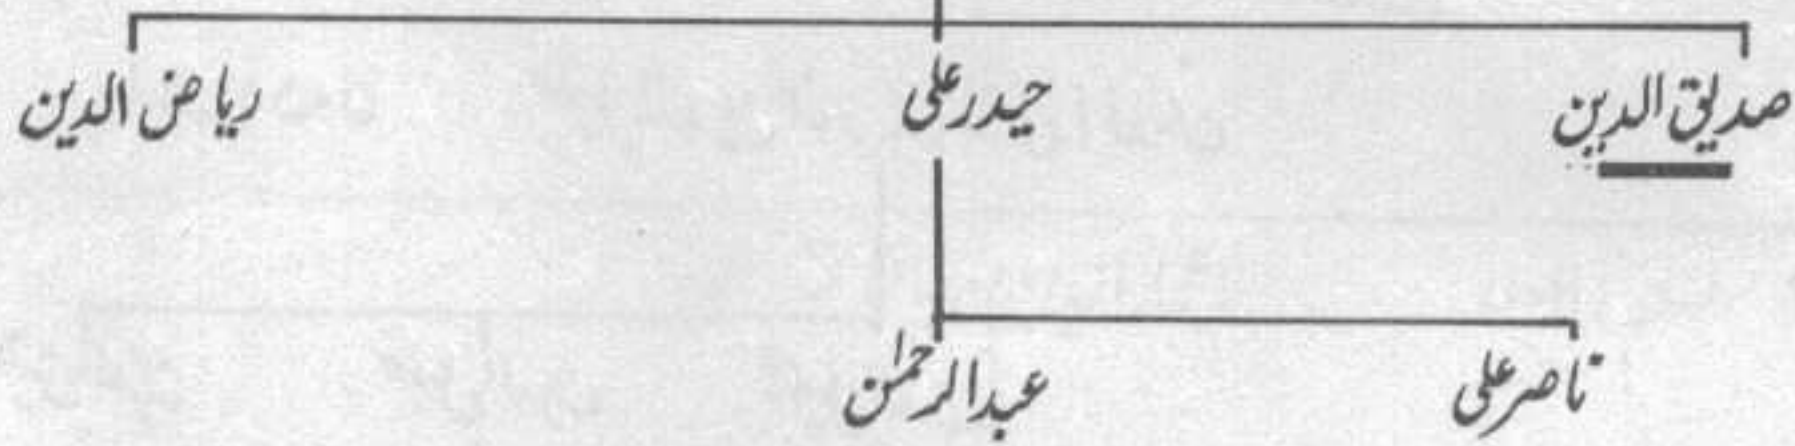 صدیق الدین حیدر علی ریاض الدین
ناصر علی عبدالرحمٰن